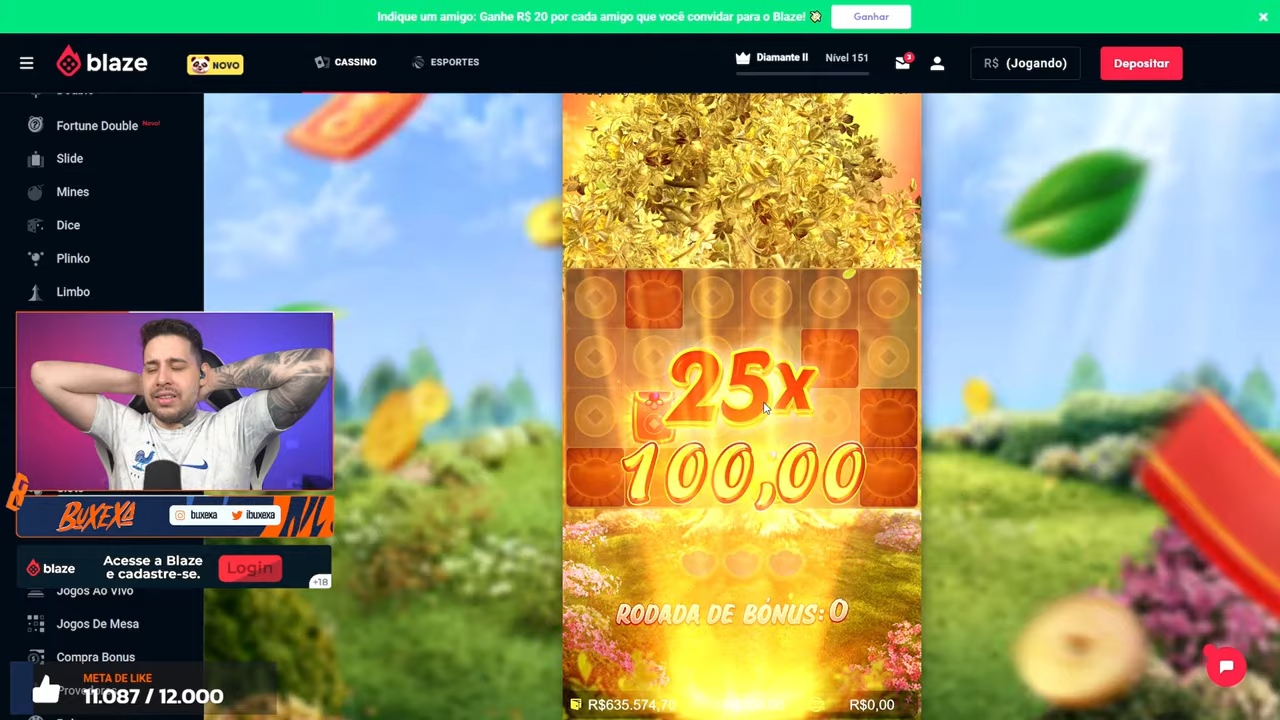 Indique um amigo: Ganhe R$ 20 por cada amigo que você convidar para o Blaze!
Ganhar
blaze
NOVO
CASSINO
ESPORTES
Diamante II
Nível 151
3
R$ (Jogando)
Depositar
Fortune Double Novo!
Slide
Mines
Dice
Plinko
Limbo
25x
100,00
BUXEXA
buxexa
ibuxexa
blaze
Acesse a Blaze
e cadastre-se.
Login
+18
Jogos Ao Vivo
Jogos De Mesa
Compra Bonus
RODADA DE BÔNUS: 0
META DE LIKE
11.087 / 12.000
R$635.574,70
R$0,00